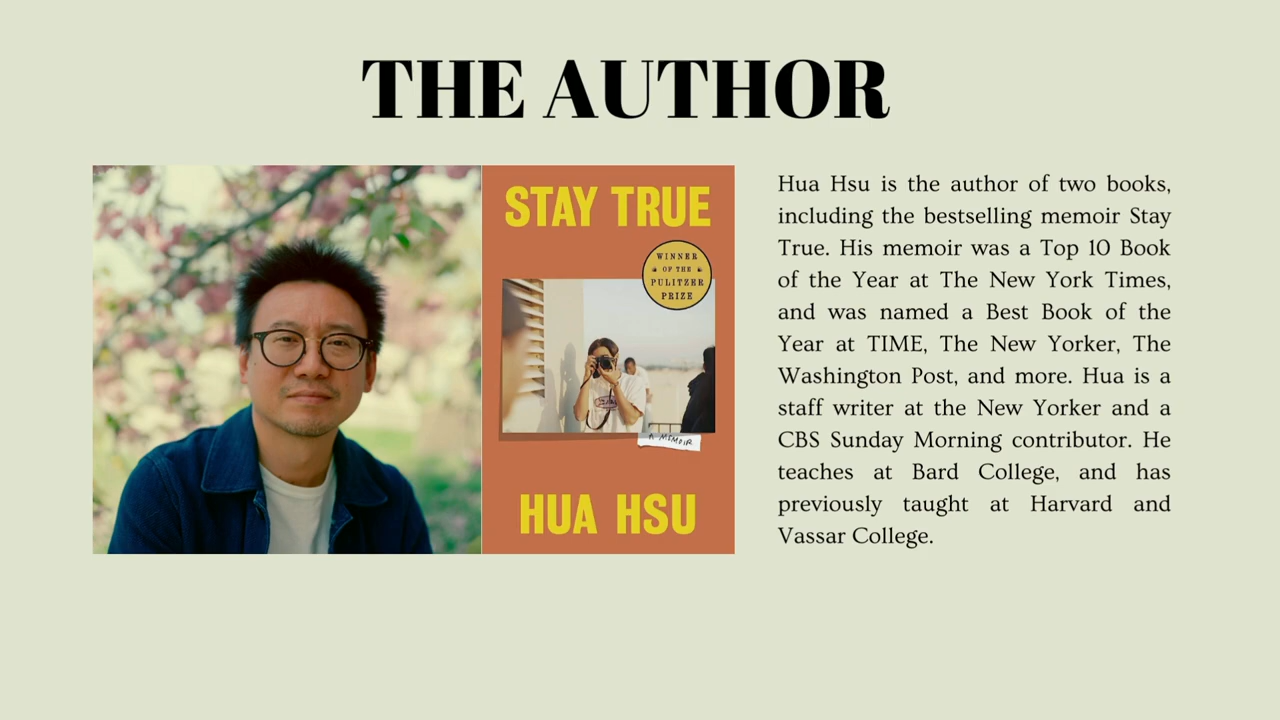 THE AUTHOR
STAY TRUE
WINNER
OF THE
PULITZER
PRIZE
A MEMOIR
HUA HSU
Hua Hsu is the author of two books,
including the bestselling memoir Stay
True. His memoir was a Top 10 Book
of the Year at The New York Times,
and was named a Best Book of the
Year at TIME, The New Yorker, The
Washington Post, and more. Hua is a
staff writer at the New Yorker and a
CBS Sunday Morning contributor. He
teaches at Bard College, and has
previously taught at Harvard and
Vassar College.